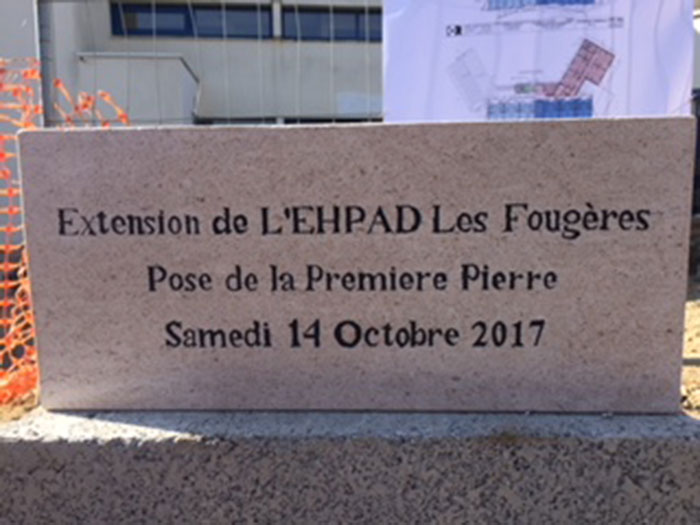 Extension de L'EHPAD Les Fougères
Pose de la Premiere Pierre
Samedi 14 Octobre 2017